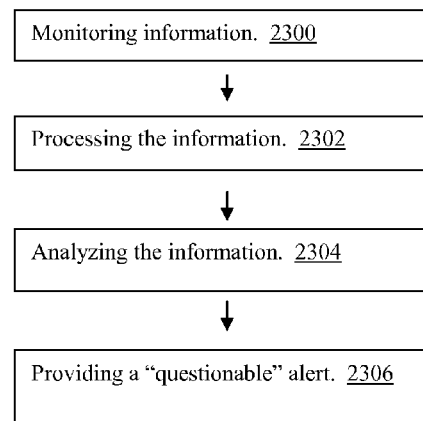 Monitoring information. 2300
Processing the information. 2302
Analyzing the information. 2304
Providing a “questionable” alert. 2306